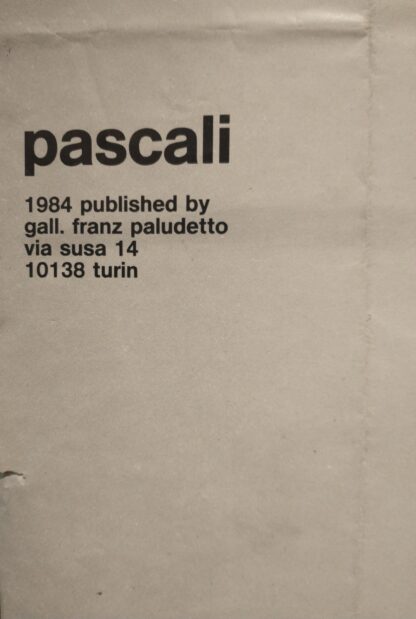 pascali
1984 published by
gall. franz paludetto
via susa 14
10138 turin